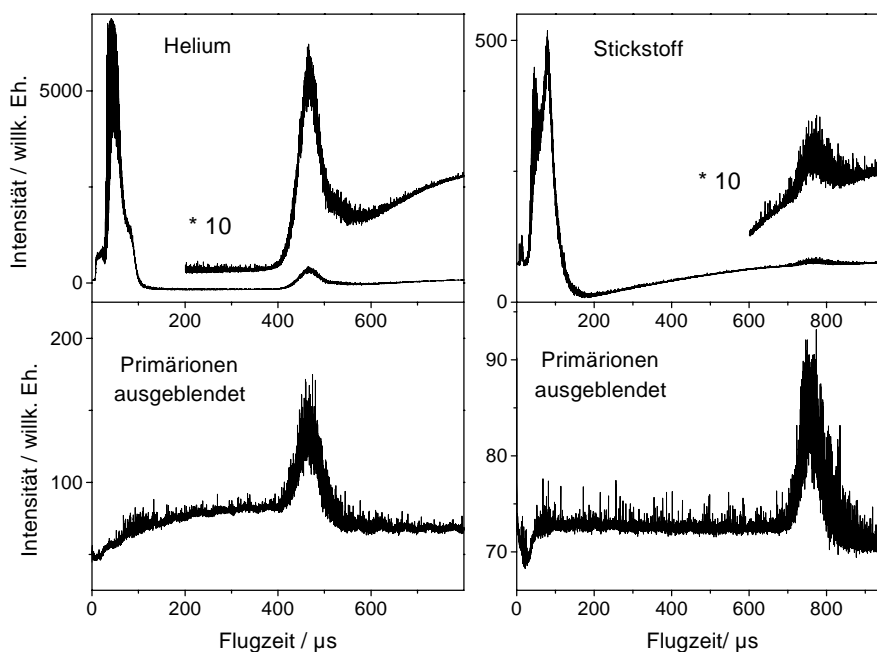 Helium
Stickstoff
Intensität / willk. Eh.
5000
0
* 10
200 400 600
500
250
0
* 10
0 200 400 600 800
Primärionen
ausgeblendet
Intensität / willk. Eh.
200
100
0 200 400 600
Flugzeit / µs
Primärionen
ausgeblendet
90
80
70
0 200 400 600 800
Flugzeit/ µs